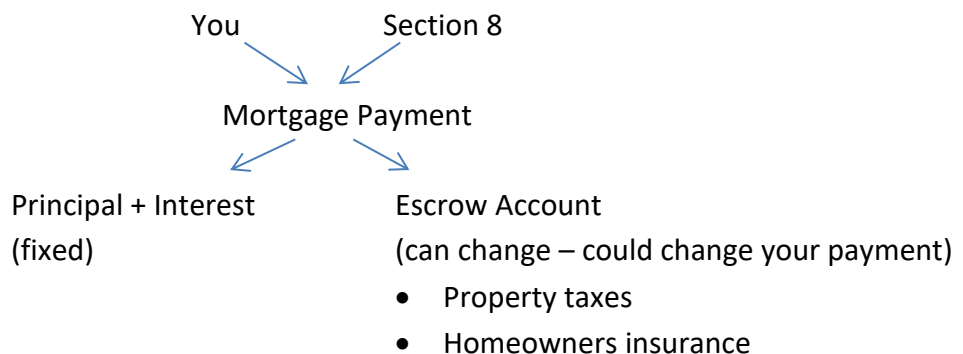 You Section 8
Mortgage Payment
Principal + Interest Escrow Account
(fixed) (can change – could change your payment)
• Property taxes
• Homeowners insurance